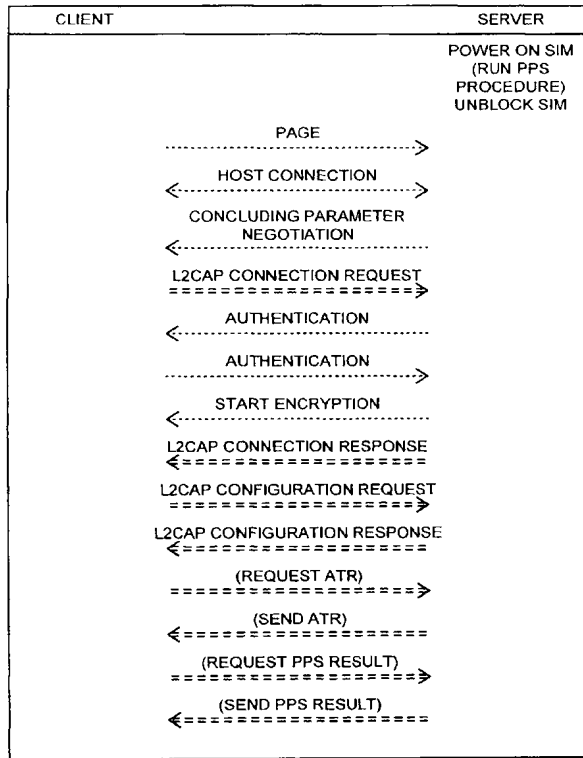 CLIENT SERVER
POWER ON SIM
(RUN PPS
PROCEDURE)
UNBLOCK SIM
PAGE
HOST CONNECTION
CONCLUDING PARAMETER
NEGOTIATION
L2CAP CONNECTION REQUEST
AUTHENTICATION
AUTHENTICATION
START ENCRYPTION
L2CAP CONNECTION RESPONSE
L2CAP CONFIGURATION REQUEST
L2CAP CONFIGURATION RESPONSE
(REQUEST ATR)
(SEND ATR)
(REQUEST PPS RESULT)
(SEND PPS RESULT)